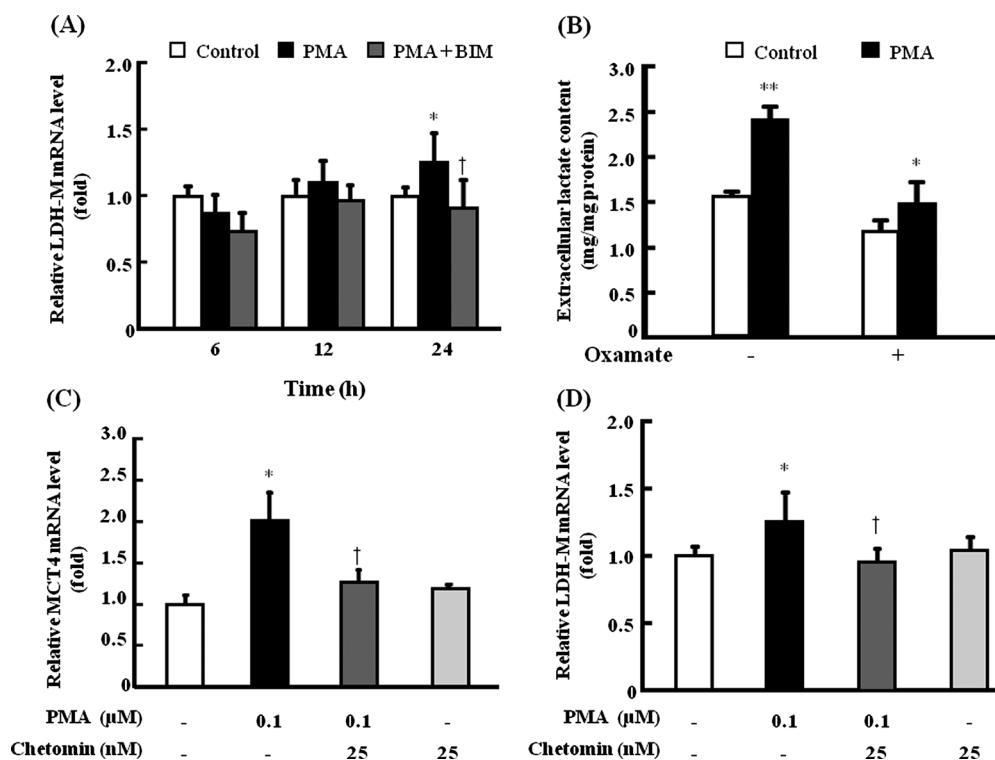 (A)
Control PMA PMA+BIM
Relative LDH-M mRNA level
(fold)
2.0
1.5
1.0
0.5
0
* †
6 12 24
Time (h)
(B)
Control PMA
Extracellular lactate content
(mg/mg protein)
3.0
2.5
2.0
1.5
1.0
0.5
0
** *
Oxamate - +
(C)
Relative MCT4 mRNA level
(fold)
3.0
2.5
2.0
1.5
1.0
0.5
0.0
* †
PMA (µM) - 0.1 0.1 -
Chetomin (nM) - - 25 25
(D)
Relative LDH-M mRNA level
(fold)
2.0
1.5
1.0
0.5
0.0
* †
PMA (µM) - 0.1 0.1 -
Chetomin (nM) - - 25 25